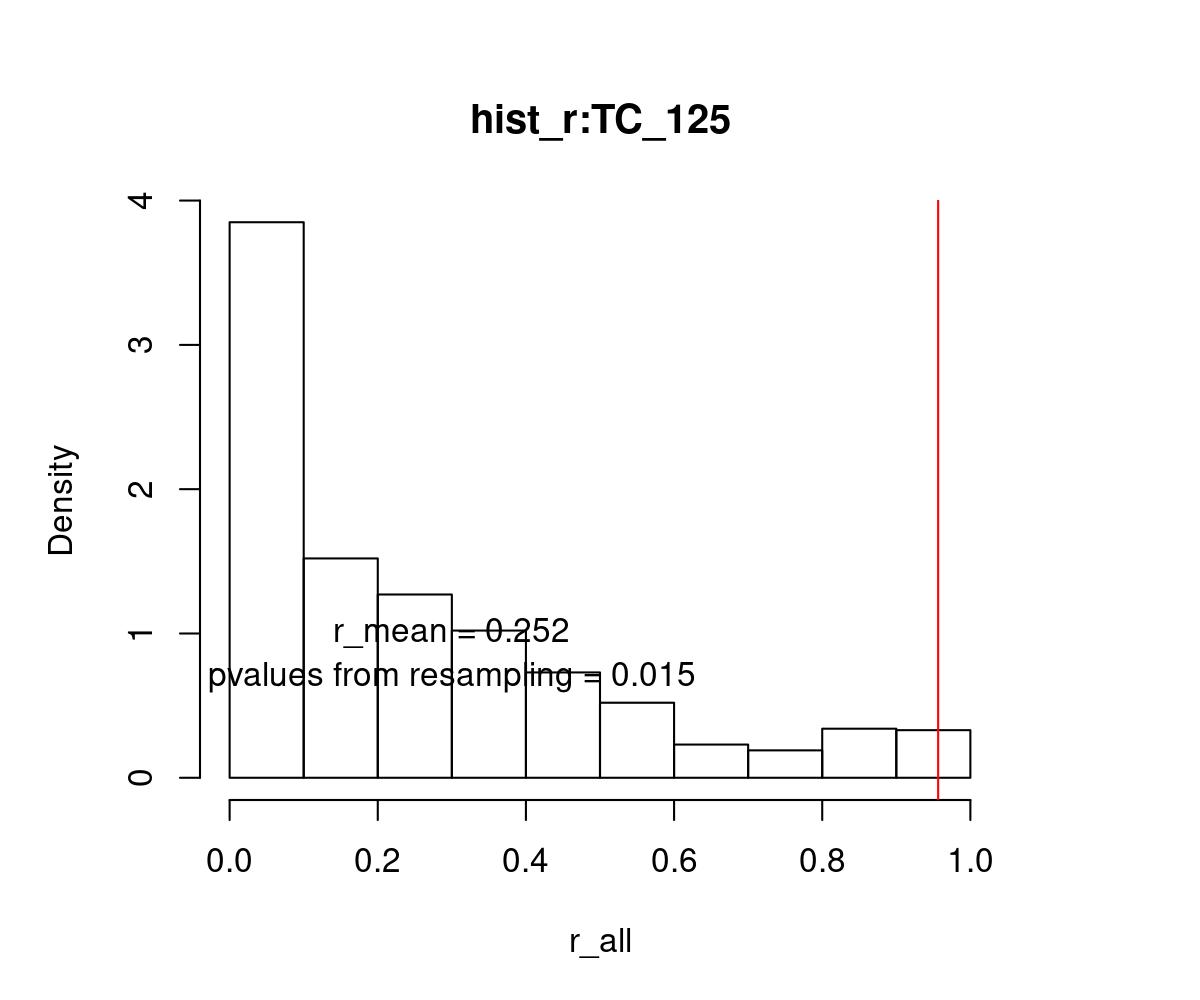 hist_r:TC_125
4
3
2
1
0
Density
r_mean = 0.252
pvalues from resampling = 0.015
0.0 0.2 0.4 0.6 0.8 1.0
r_all